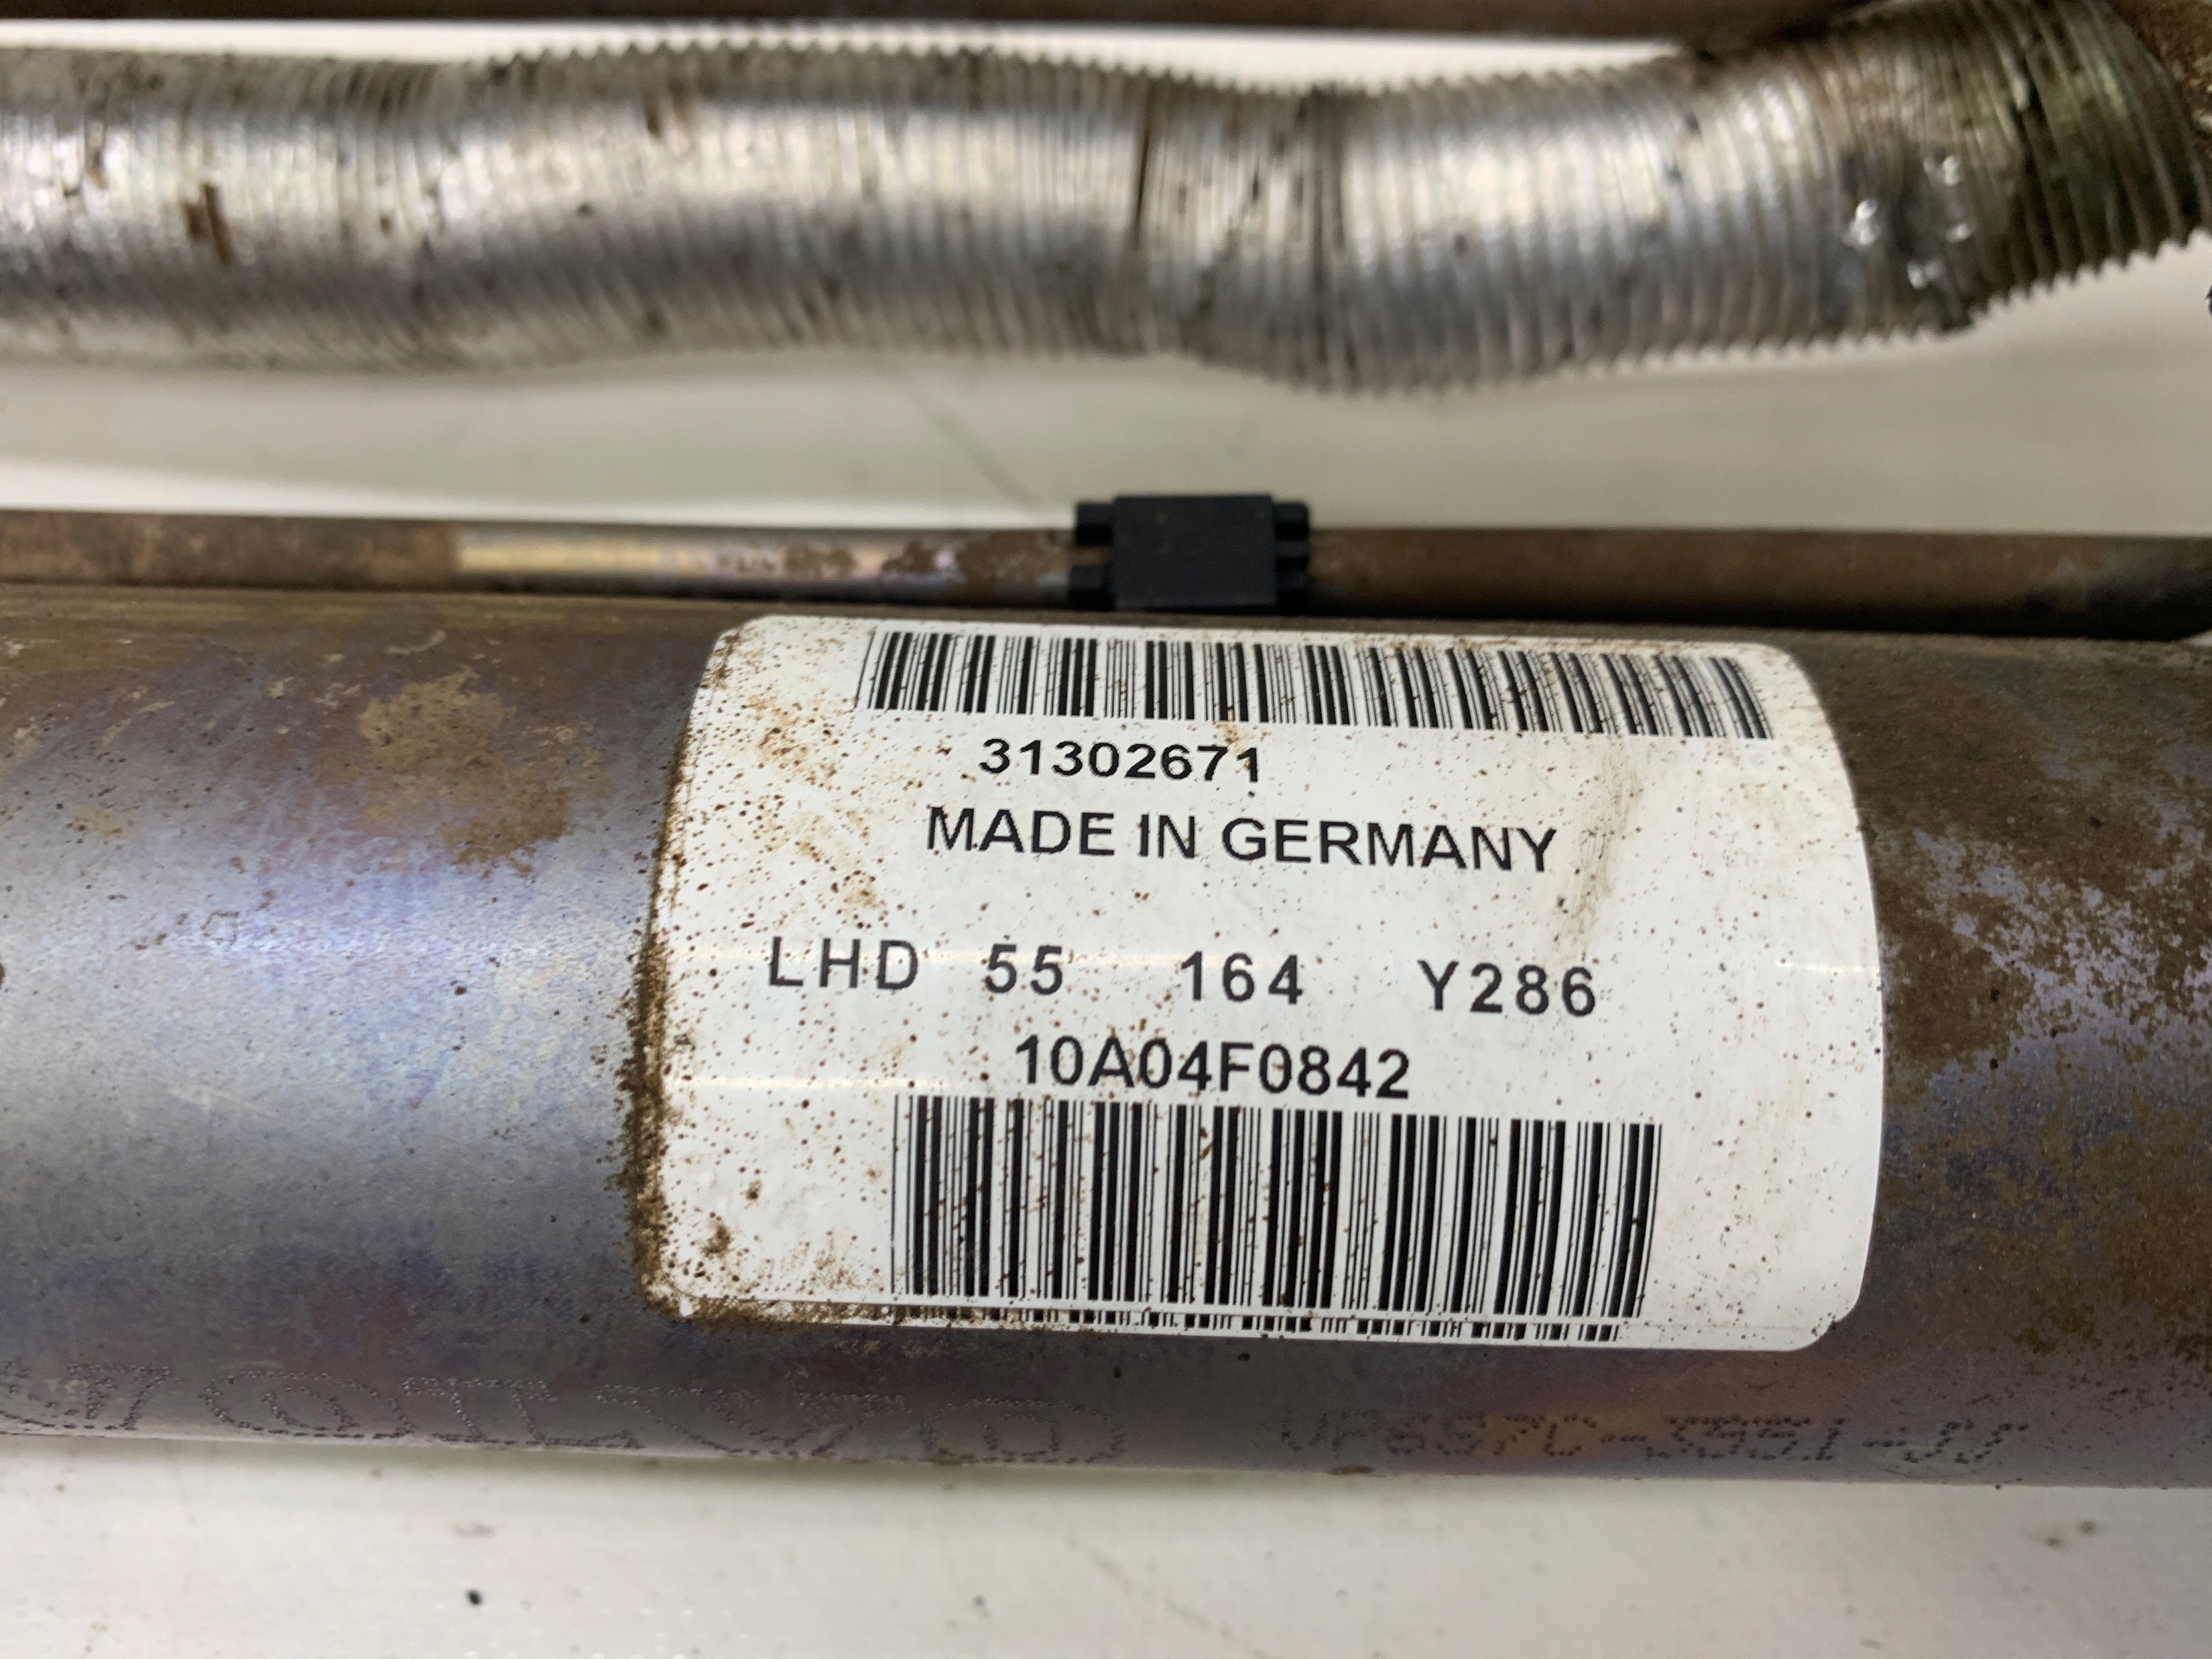 31302671
MADE IN GERMANY
LHD 55 164 Y286
10A04F0842